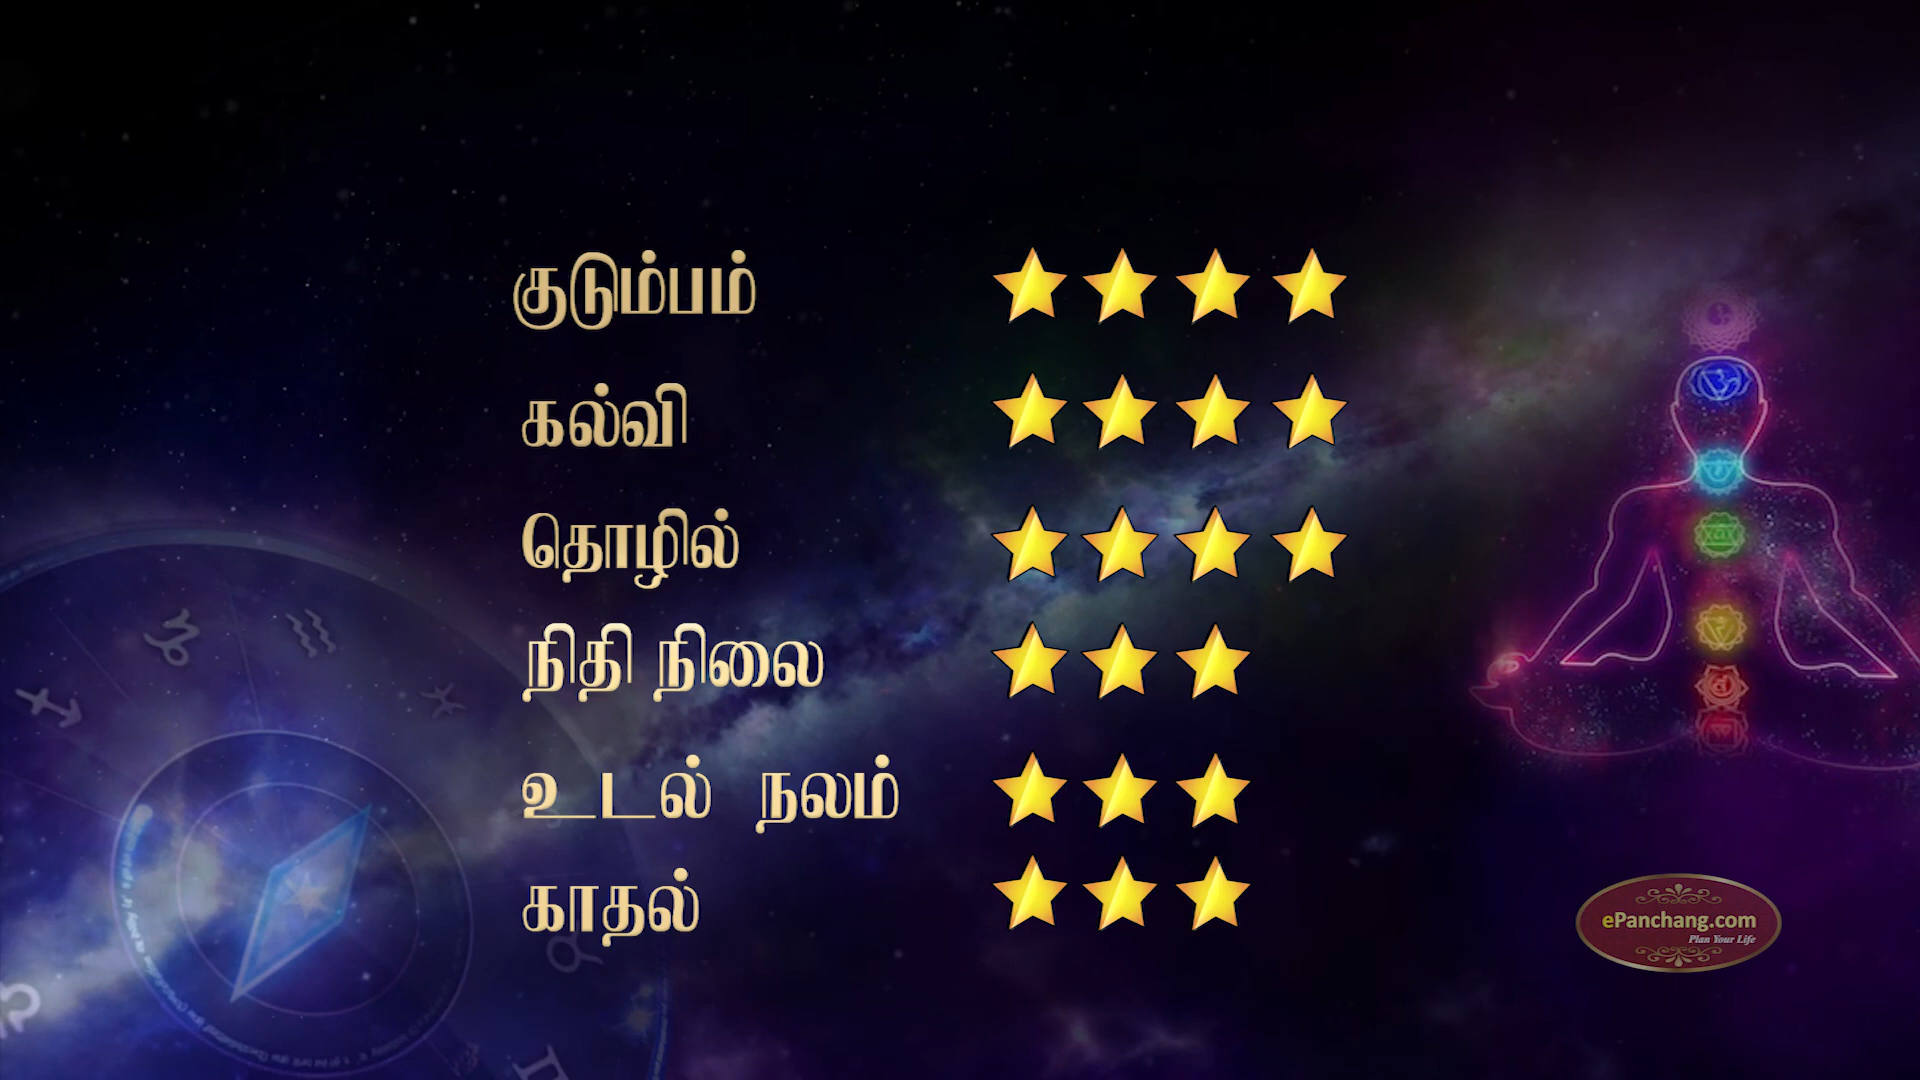 குடும்பம்
கல்வி
தொழில்
நிதி நிலை
உடல் நலம்
காதல்
ePanchang.com
Plan Your Life